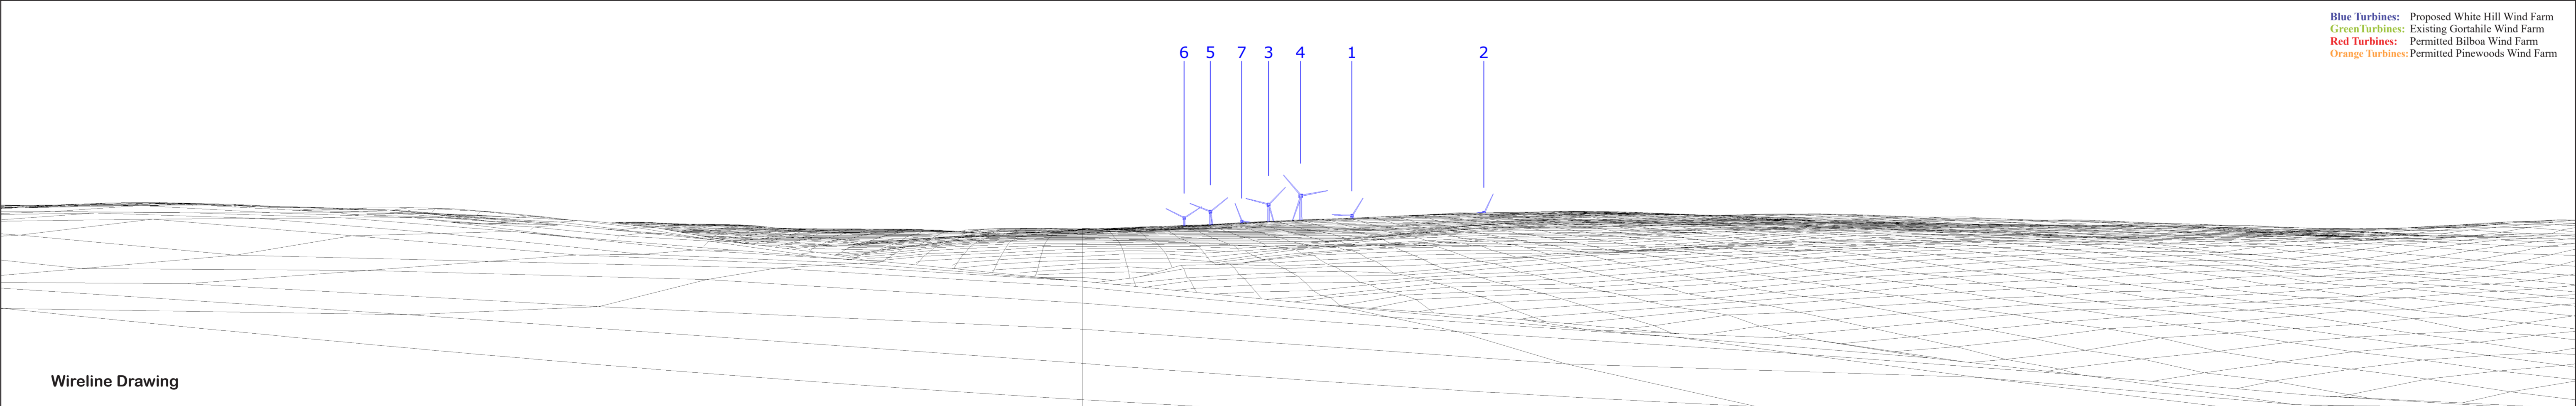 6 5 7 3 4 1 2
Blue Turbines: Proposed White Hill Wind Farm
GreenTurbines: Existing Gortahile Wind Farm
Red Turbines: Permitted Bilboa Wind Farm
Orange Turbines: Permitted Pinewoods Wind Farm
Wireline Drawing